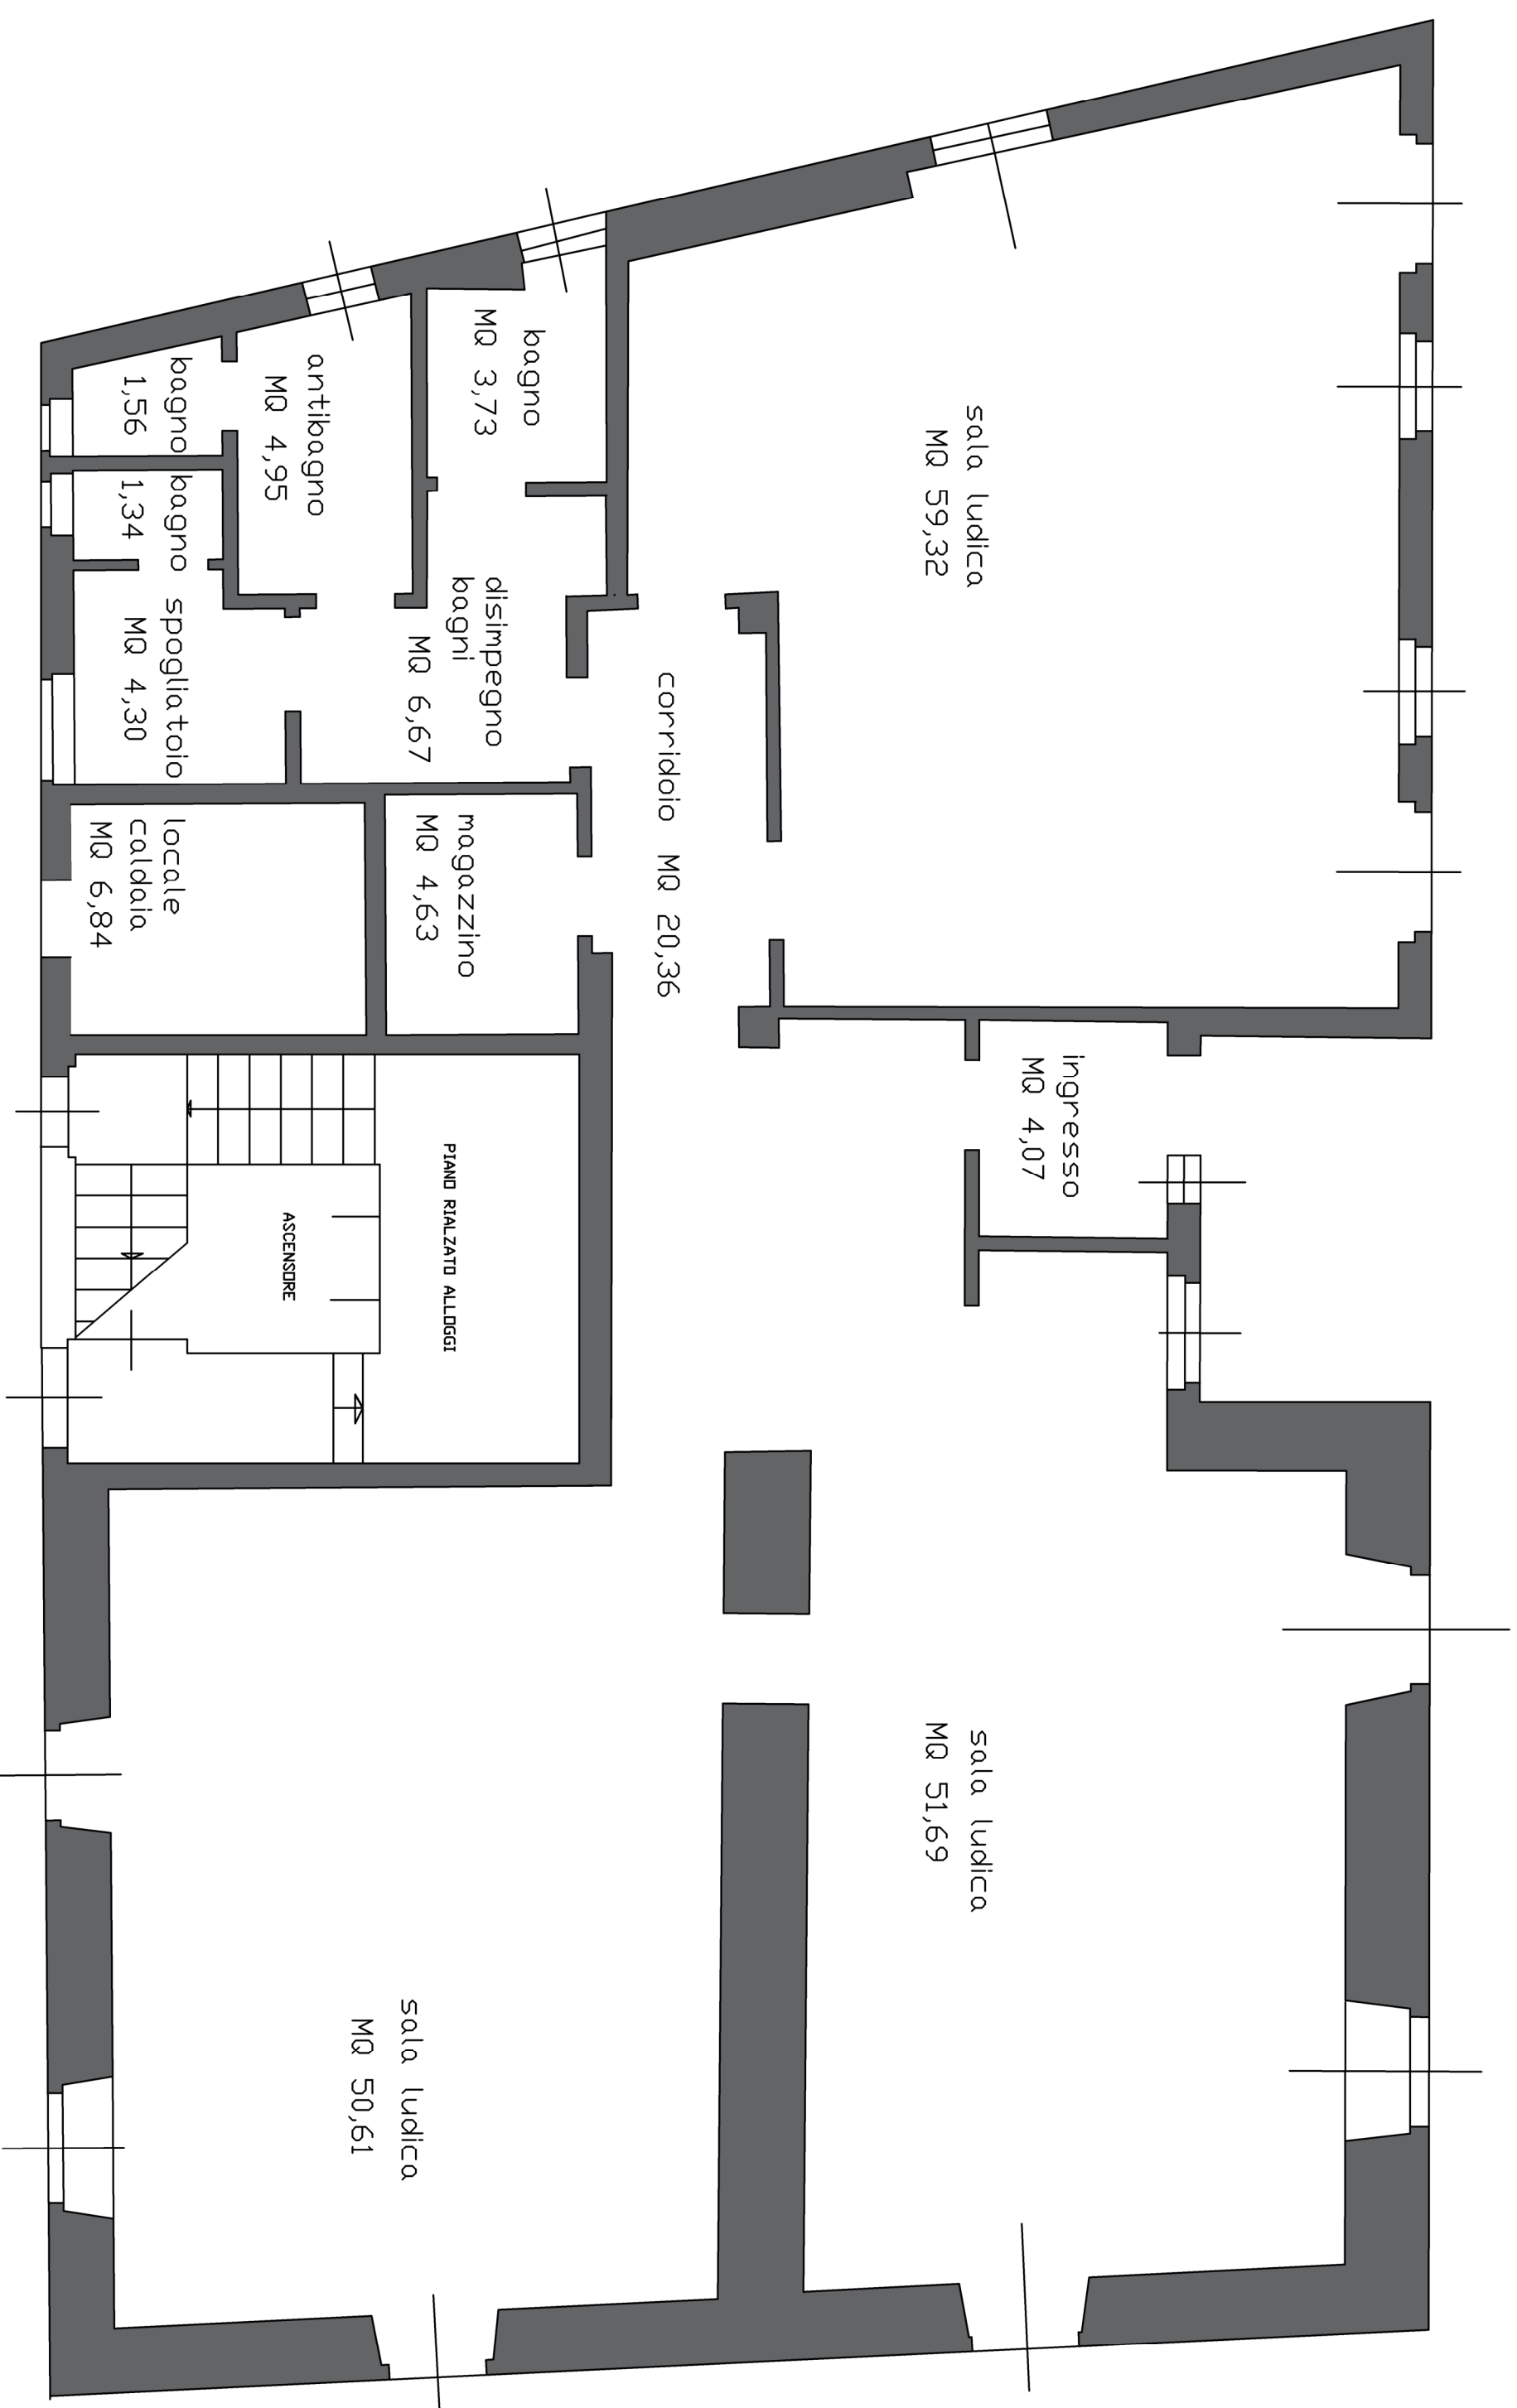 sala ludica
MQ 59,32
bagno
MQ 3,73
antibagno
MQ 4,95
bagno
1,56
bagno
1,34
spogliatoio
MQ 4,30
disimpegno
bagni
MQ 6,67
corridoio MQ 20,36
magazzino
MQ 4,63
locale
caldaia
MQ 6,84
ingresso
MQ 4,07
PIANO RIALZATO ALLOGGI
ASCENSORE
sala ludica
MQ 51,69
sala ludica
MQ 50,61